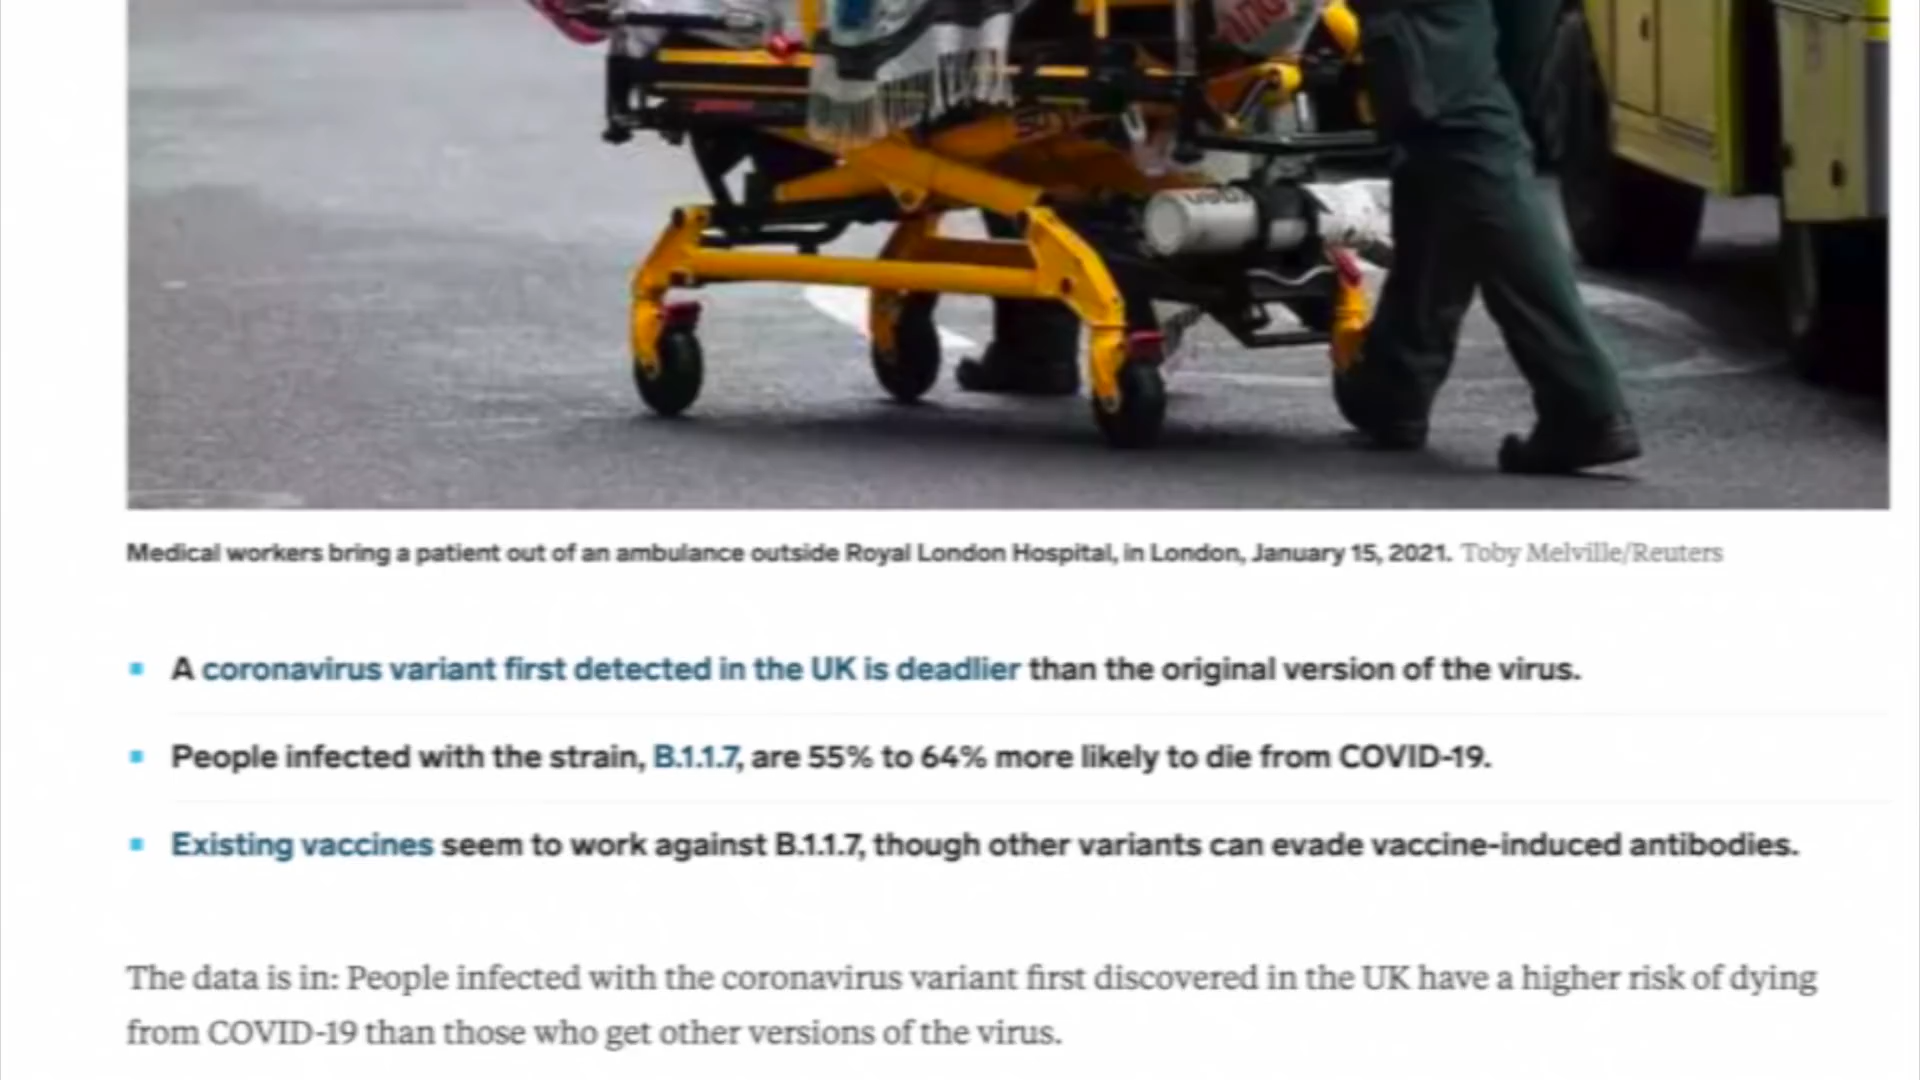 Medical workers bring a patient out of an ambulance outside Royal London Hospital, in London, January 15, 2021. Toby Melville/Reuters
A coronavirus variant first detected in the UK is deadlier than the original version of the virus.
People infected with the strain, B.1.1.7, are 55% to 64% more likely to die from COVID-19.
Existing vaccines seem to work against B.1.1.7, though other variants can evade vaccine-induced antibodies.
The data is in: People infected with the coronavirus variant first discovered in the UK have a higher risk of dying
from COVID-19 than those who get other versions of the virus.